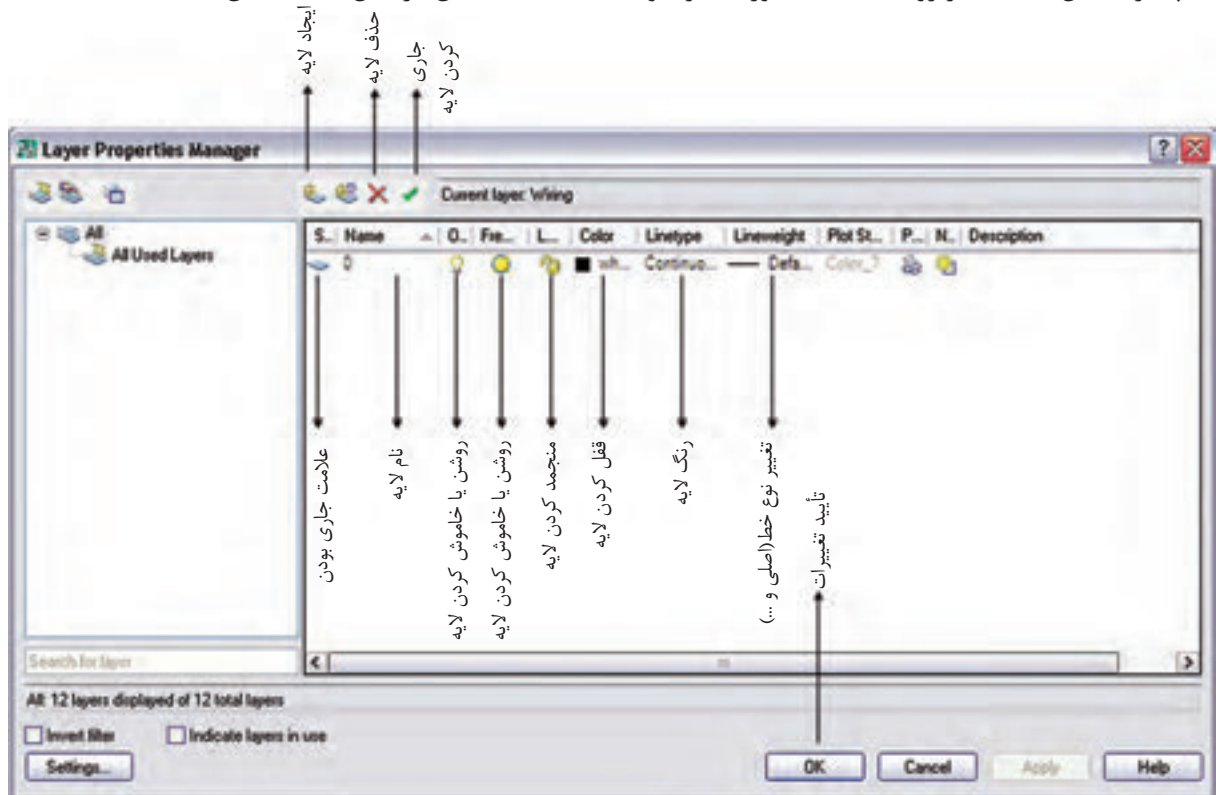 ایجاد لایه
حذف لایه
جاری
کردن لایه
Layer Properties Manager
Current layer: Wiring
All
All Used Layers
S.. Name O.. Fre... L... Color Linetype Lineweight Plot St... P... N.. Description
0 wh... Continuo... Defa... Color_7
علامت جاری بودن
نام لایه
روشن یا خاموش کردن لایه
روشن یا خاموش کردن لایه
منجمد کردن لایه
قفل کردن لایه
رنگ لایه
تغییر نوع خط(اصلی و ...)
تأیید تغییرات
Search for layer
All: 12 layers displayed of 12 total layers
Invert filter
Indicate layers in use
Settings...
OK
Cancel
Apply
Help